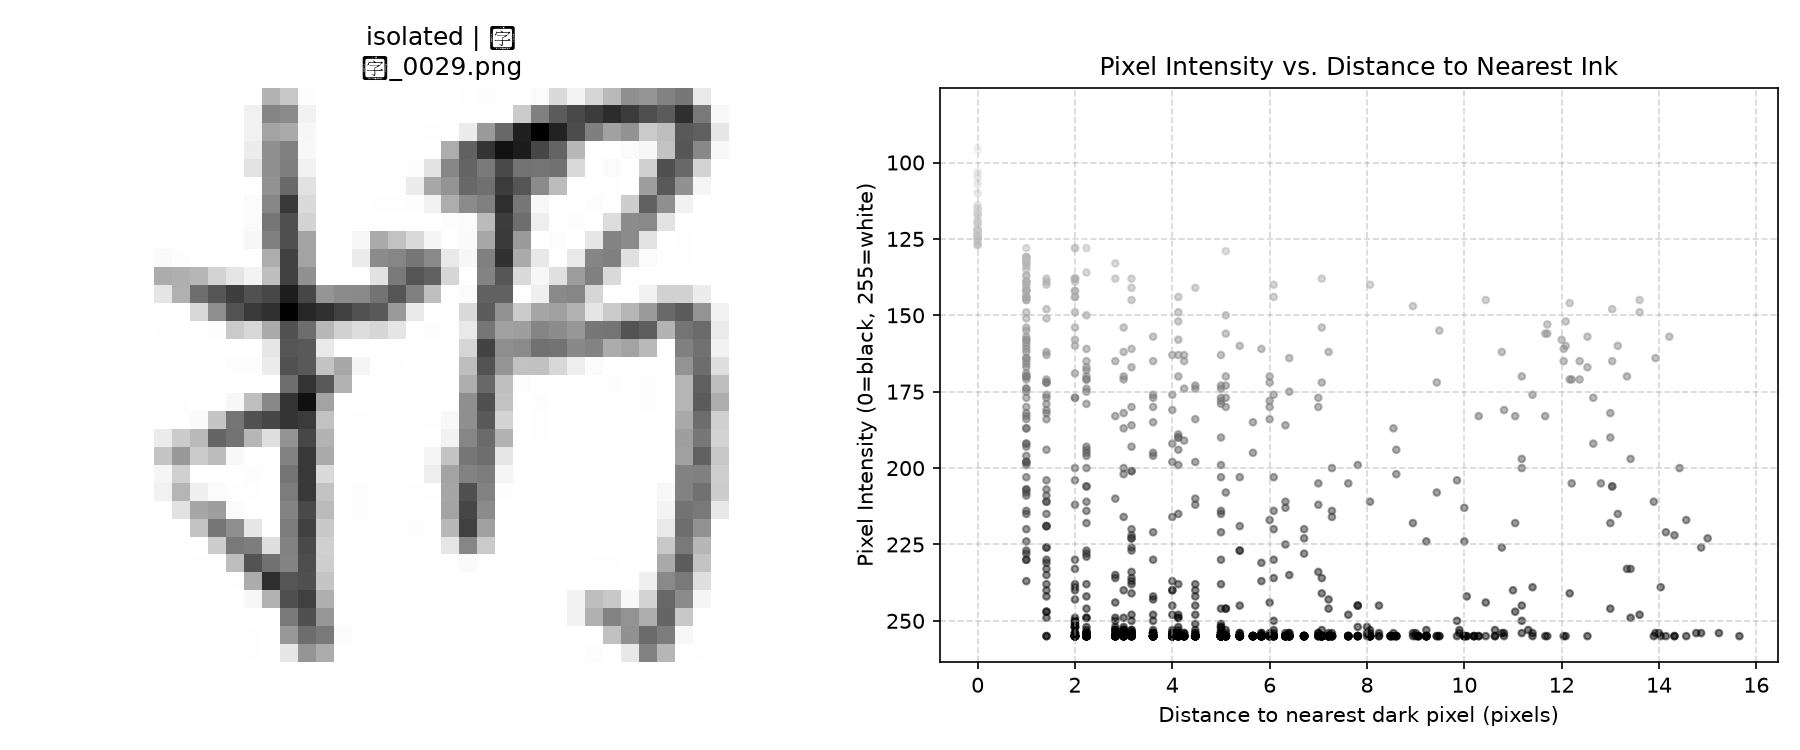 isolated |
_0029.png
Pixel Intensity vs. Distance to Nearest Ink
100
125
150
175
200
225
250
Pixel Intensity (0=black, 255=white)
0 2 4 6 8 10 12 14 16
Distance to nearest dark pixel (pixels)